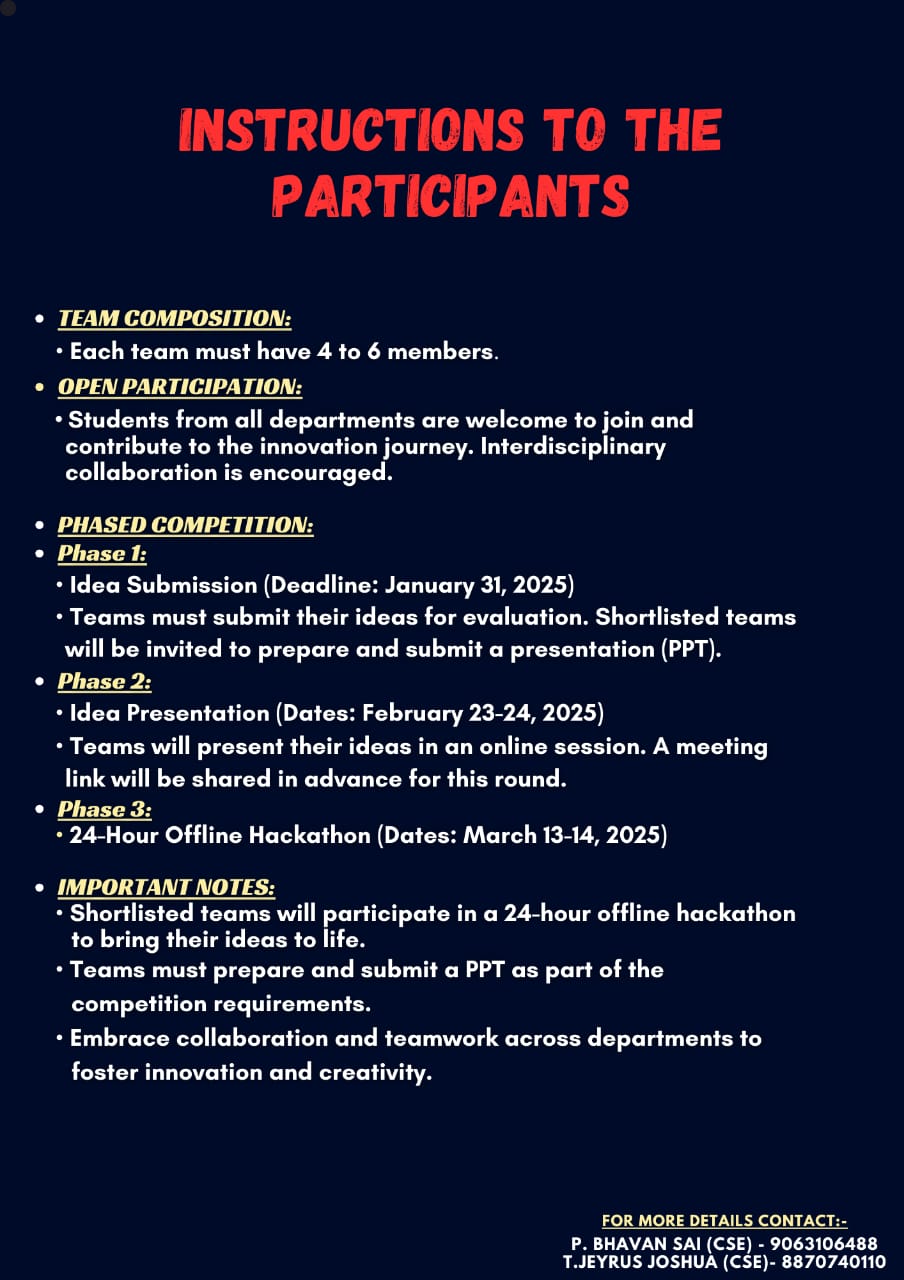 INSTRUCTIONS TO THE
PARTICIPANTS
• TEAM COMPOSITION:
• Each team must have 4 to 6 members.
• OPEN PARTICIPATION:
• Students from all departments are welcome to join and
contribute to the innovation journey. Interdisciplinary
collaboration is encouraged.
• PHASED COMPETITION:
• Phase 1:
• Idea Submission (Deadline: January 31, 2025)
• Teams must submit their ideas for evaluation. Shortlisted teams
will be invited to prepare and submit a presentation (PPT).
• Phase 2:
• Idea Presentation (Dates: February 23-24, 2025)
• Teams will present their ideas in an online session. A meeting
link will be shared in advance for this round.
• Phase 3:
• 24-Hour Offline Hackathon (Dates: March 13-14, 2025)
• IMPORTANT NOTES:
• Shortlisted teams will participate in a 24-hour offline hackathon
to bring their ideas to life.
• Teams must prepare and submit a PPT as part of the
competition requirements.
• Embrace collaboration and teamwork across departments to
foster innovation and creativity.
FOR MORE DETAILS CONTACT:-
P. BHAVAN SAI (CSE) - 9063106488
T.JEYRUS JOSHUA (CSE)- 8870740110